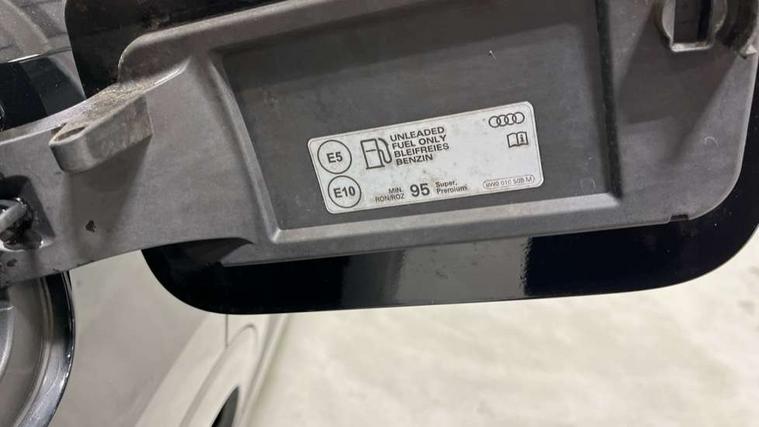 E5
UNLEADED
FUEL ONLY
BLEIFREIES
BENZIN
E10
MIN.
RON/ROZ
95
Super,
Premium